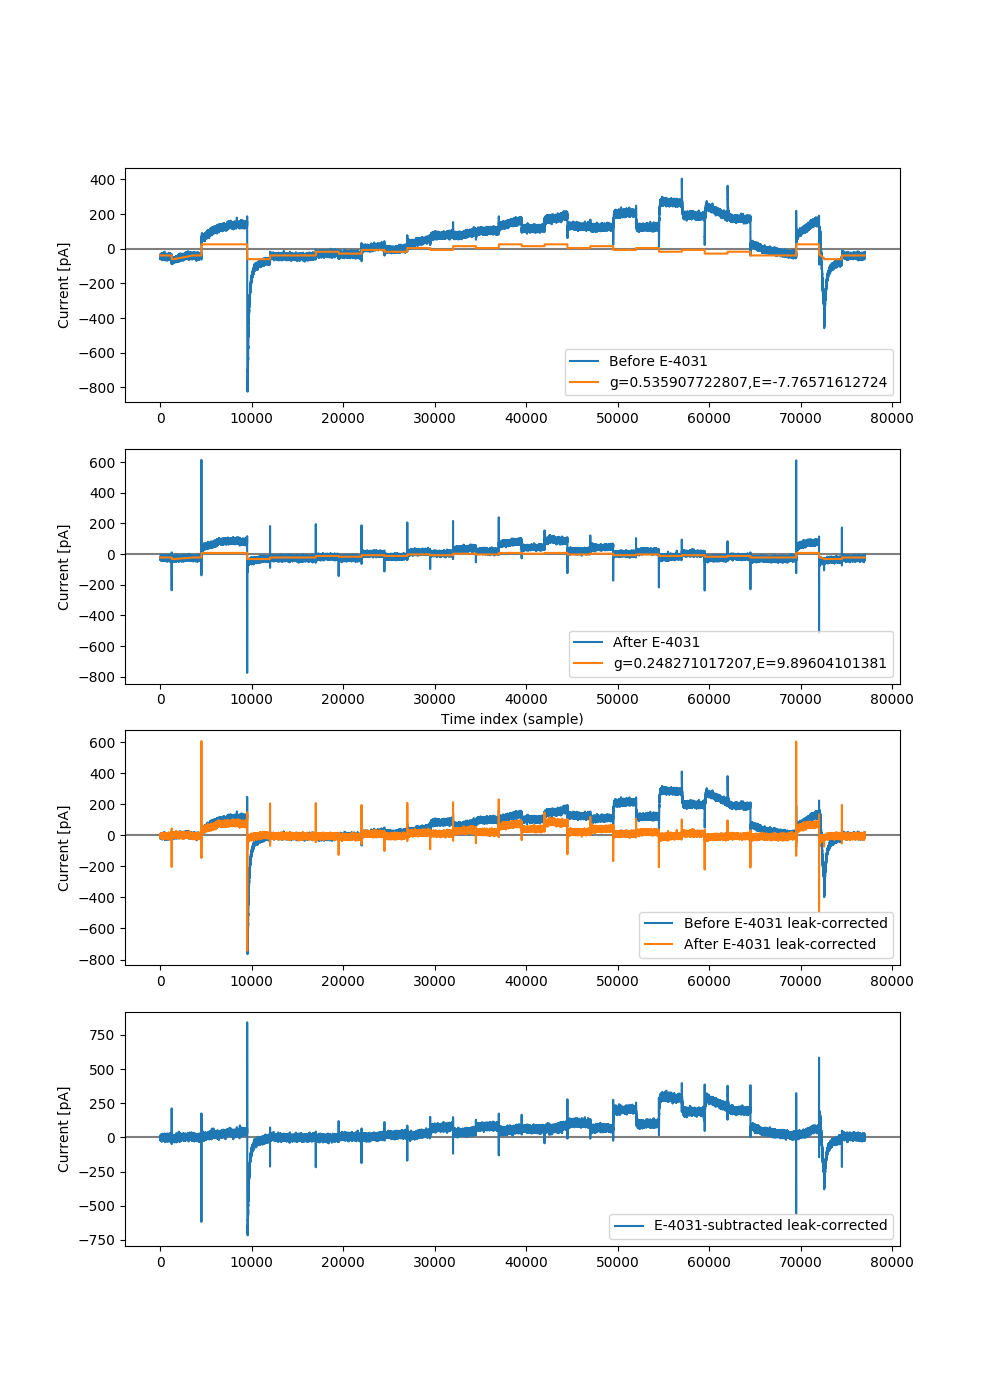 400
200
0
−200
−400
−600
−800
Current [pA]
Before E-4031
g=0.535907722807,E=-7.76571612724
0 10000 20000 30000 40000 50000 60000 70000 80000
600
400
200
0
−200
−400
−600
−800
Current [pA]
After E-4031
g=0.248271017207,E=9.89604101381
0 10000 20000 30000 40000 50000 60000 70000 80000
Time index (sample)
600
400
200
0
−200
−400
−600
−800
Current [pA]
Before E-4031 leak-corrected
After E-4031 leak-corrected
0 10000 20000 30000 40000 50000 60000 70000 80000
750
500
250
0
−250
−500
−750
Current [pA]
E-4031-subtracted leak-corrected
0 10000 20000 30000 40000 50000 60000 70000 80000